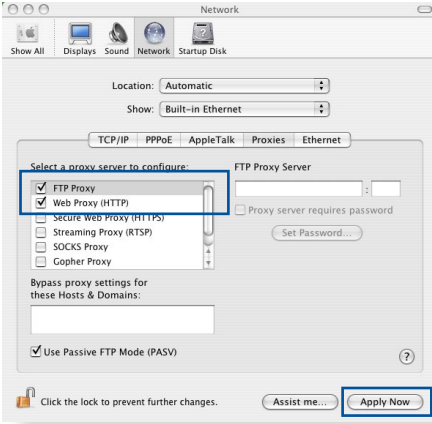 Network
Show All Displays Sound Network Startup Disk
Location: Automatic
Show: Built-in Ethernet
TCP/IP PPPoE AppleTalk Proxies Ethernet
Select a proxy server to configure: FTP Proxy Server
FTP Proxy :
Web Proxy (HTTP)
Secure Web Proxy (HTTPS) Proxy server requires password
Streaming Proxy (RTSP) Set Password...
SOCKS Proxy
Gopher Proxy
Bypass proxy settings for
these Hosts & Domains:
Use Passive FTP Mode (PASV) ?
Click the lock to prevent further changes. Assist me... Apply Now